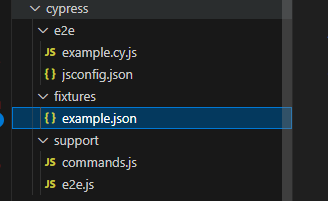 cypress
e2e
JS example.cy.js
{} jsconfig.json
fixtures
{} example.json
support
JS commands.js
JS e2e.js